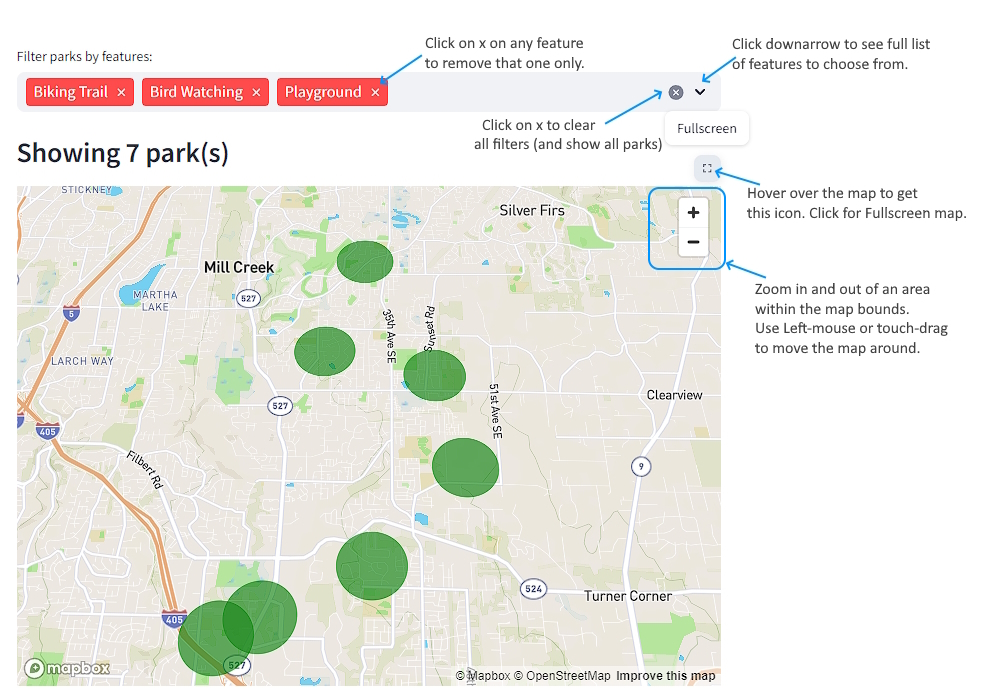 Filter parks by features:
Click on x on any feature
to remove that one only.
Click downarrow to see full list
of features to choose from.
Biking Trail ×
Bird Watching ×
Playground ×
Click on x to clear
all filters (and show all parks)
Fullscreen
Showing 7 park(s)
Hover over the map to get
this icon. Click for Fullscreen map.
STICKNEY
Silver Firs
+
−
Mill Creek
Zoom in and out of an area
within the map bounds.
Use Left-mouse or touch-drag
to move the map around.
MARTHA
LAKE
527
5
35th Ave SE
Sunset Rd
LARCH WAY
51st Ave SE
Clearview
527
405
Filbert Rd
9
524
Turner Corner
405
527
mapbox
© Mapbox © OpenStreetMap Improve this map